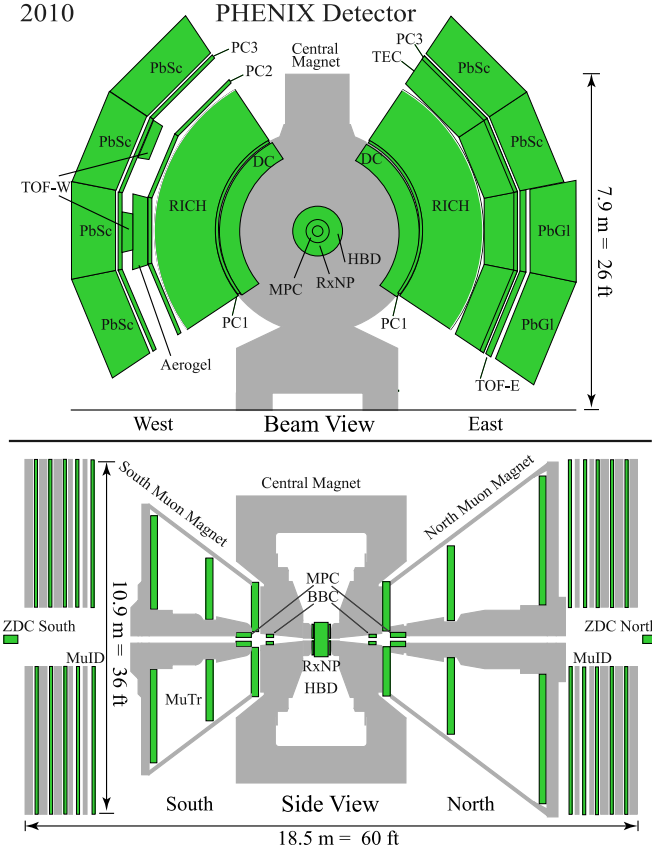 2010
PHENIX Detector
Central
Magnet
PC3
PC2
PC3
TEC
PbSc
PbSc
PbSc
PbSc
TOF-W
PbSc
PbSc
PbGl
PbGl
RICH
DC
DC
RICH
HBD
RxNP
MPC
PC1
PC1
Aerogel
TOF-E
7.9 m = 26 ft
West
Beam View
East
South Muon Magnet
Central Magnet
North Muon Magnet
MPC
BBC
10.9 m = 36 ft
ZDC South
ZDC North
MuID
MuID
RxNP
HBD
MuTr
South
Side View
North
18.5 m = 60 ft